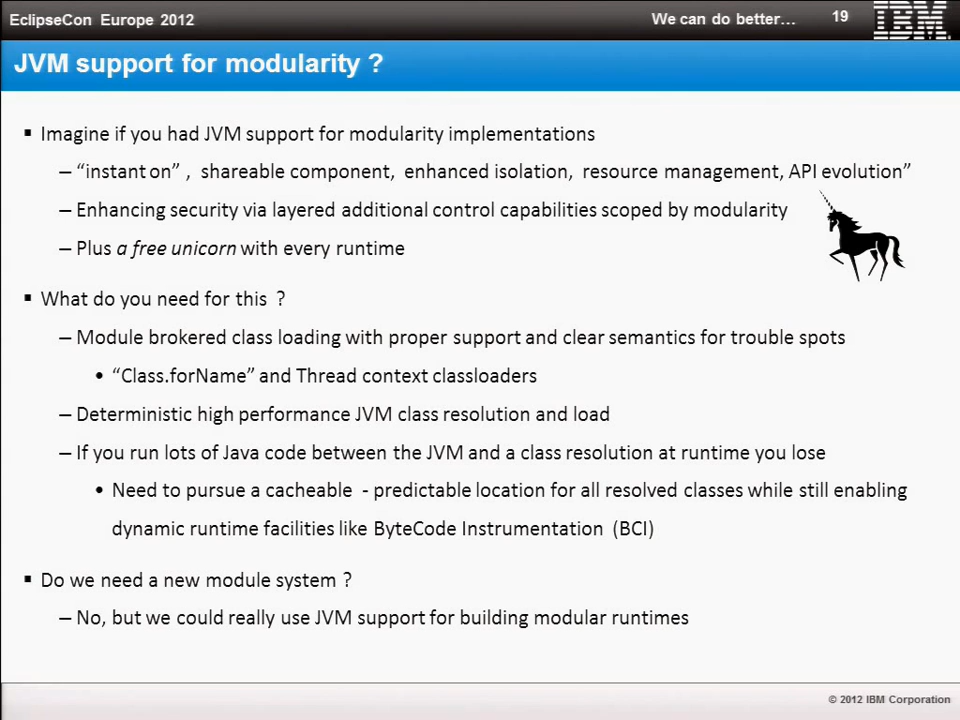 EclipseCon Europe 2012
We can do better...
19
IBM
JVM support for modularity ?
▪ Imagine if you had JVM support for modularity implementations
– “instant on” , shareable component, enhanced isolation, resource management, API evolution”
– Enhancing security via layered additional control capabilities scoped by modularity
– Plus a free unicorn with every runtime
▪ What do you need for this ?
– Module brokered class loading with proper support and clear semantics for trouble spots
• “Class.forName” and Thread context classloaders
– Deterministic high performance JVM class resolution and load
– If you run lots of Java code between the JVM and a class resolution at runtime you lose
• Need to pursue a cacheable - predictable location for all resolved classes while still enabling
dynamic runtime facilities like ByteCode Instrumentation (BCI)
▪ Do we need a new module system ?
– No, but we could really use JVM support for building modular runtimes
© 2012 IBM Corporation